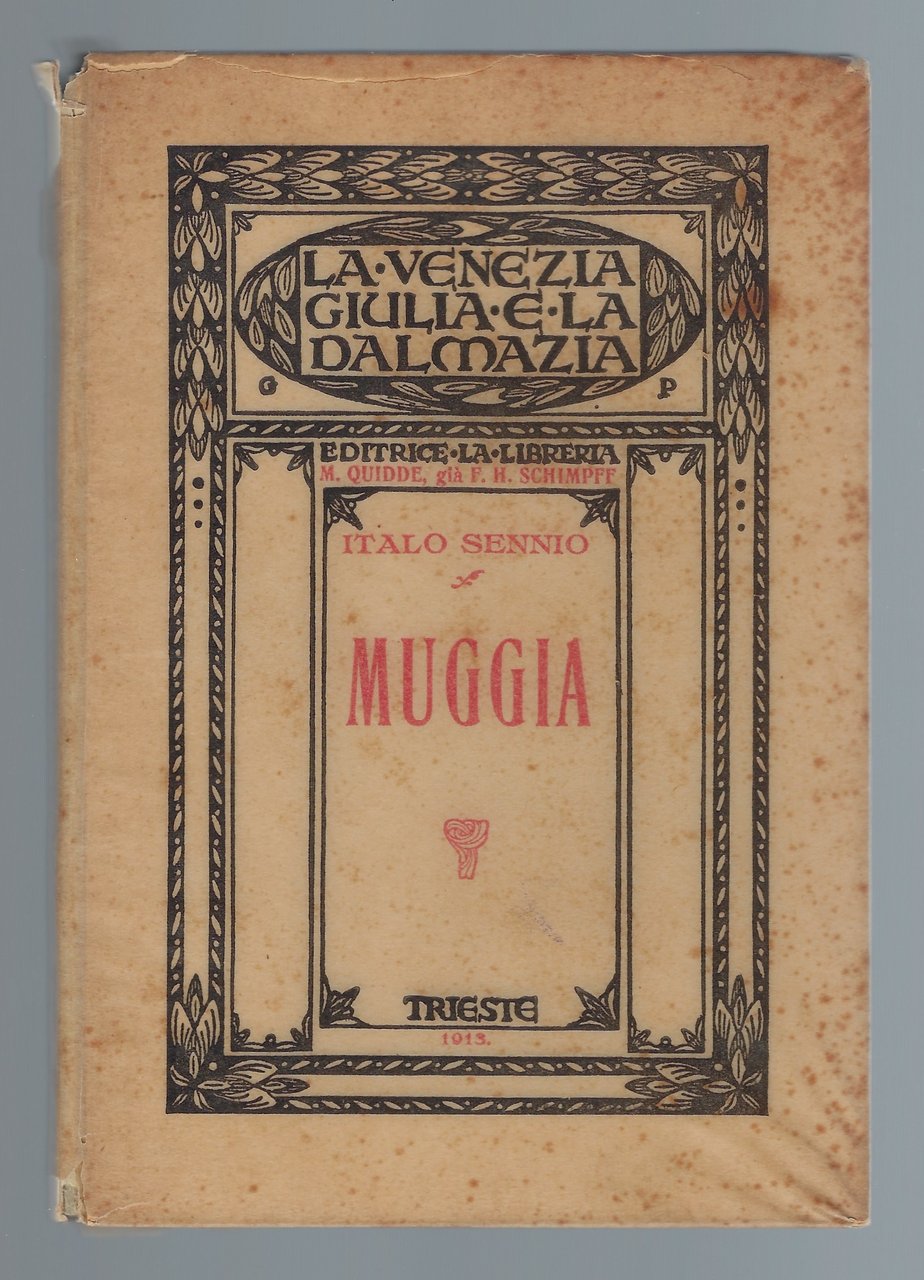 LA·VENEZIA
GIULIA·E·LA
DALMAZIA
G P
EDITRICE·LA·LIBRERIA
M. QUIDDE, già F. H. SCHIMPFF
ITALO SENNIO
MUGGIA
TRIESTE
1913.